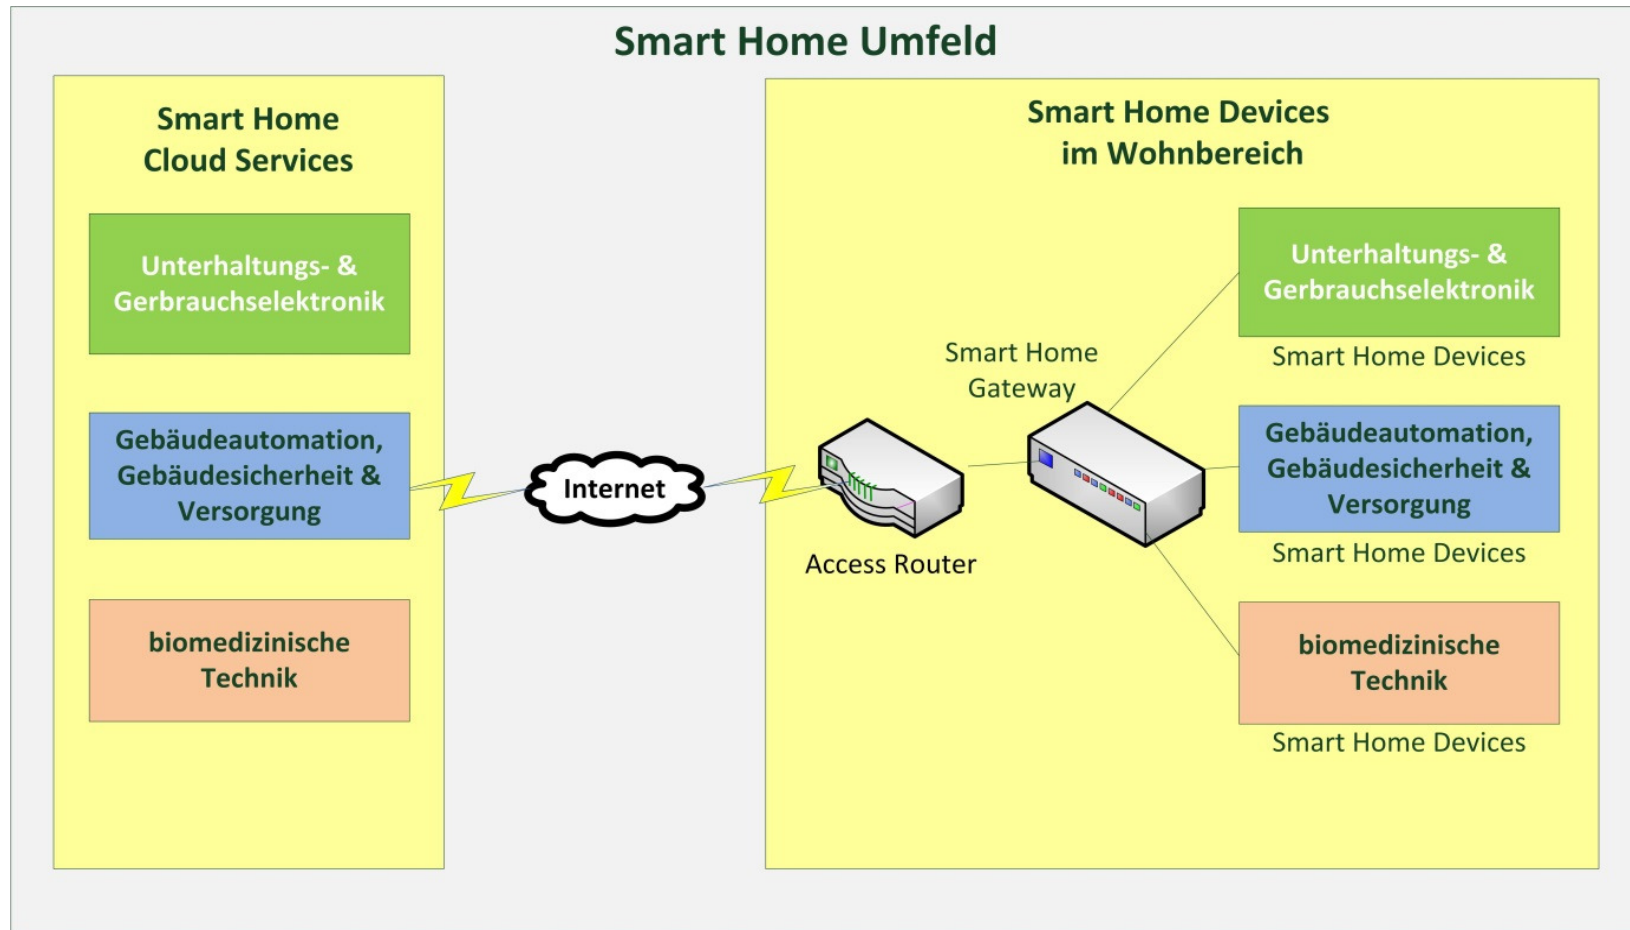 Smart Home Umfeld
Smart Home
Cloud Services
Unterhaltungs- &
Gerbrauchselektronik
Gebäudeautomation,
Gebäudesicherheit &
Versorgung
biomedizinische
Technik
Internet
Smart Home Devices
im Wohnbereich
Access Router
Smart Home
Gateway
Unterhaltungs- &
Gerbrauchselektronik
Smart Home Devices
Gebäudeautomation,
Gebäudesicherheit &
Versorgung
Smart Home Devices
biomedizinische
Technik
Smart Home Devices